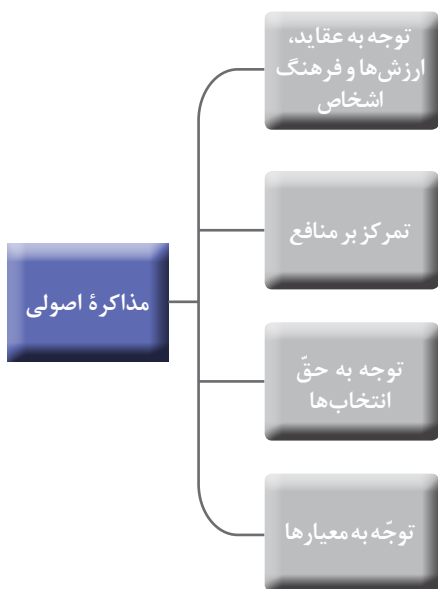 توجه به عقاید،
ارزش‌ها و فرهنگ
اشخاص
تمرکز بر منافع
مذاکرهٔ اصولی
توجه به حقّ
انتخاب‌ها
توجّه به معیارها